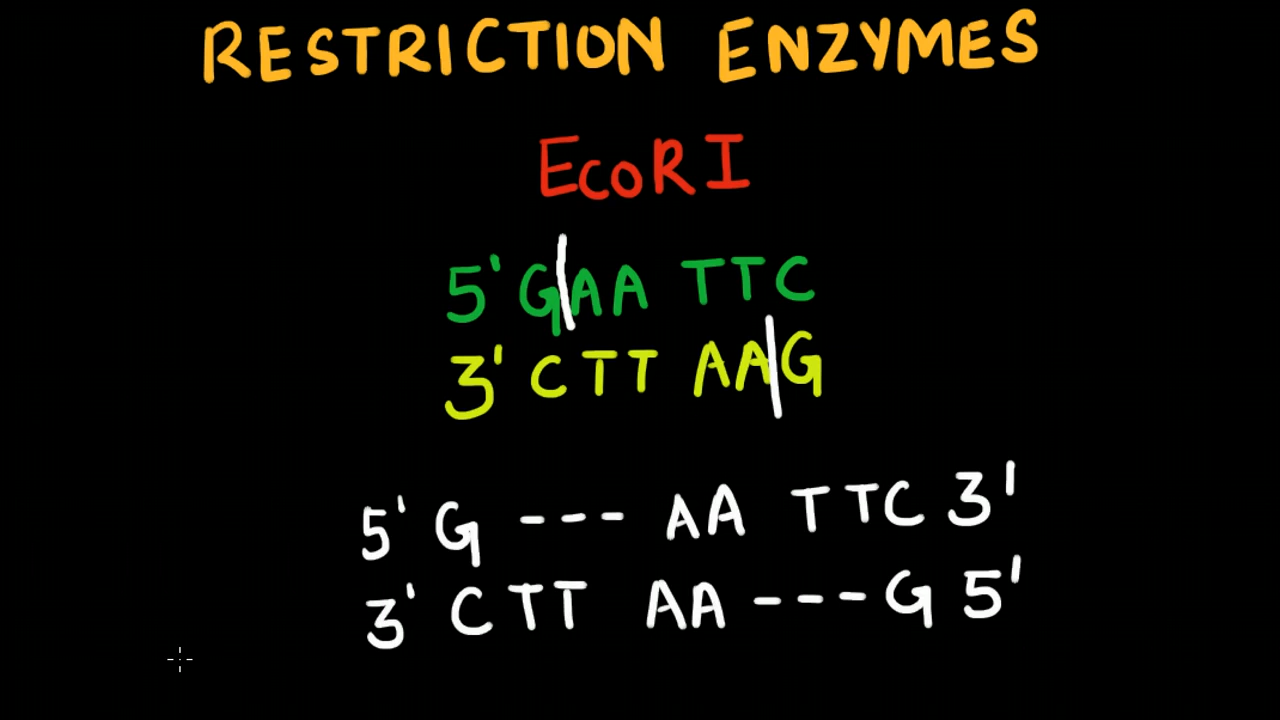 RESTRICTION ENZYMES
EcoRI
5' G|AA TTC
3' CTT AA|G
5' G --- AA TTC 3'
3' CTT AA --- G 5'